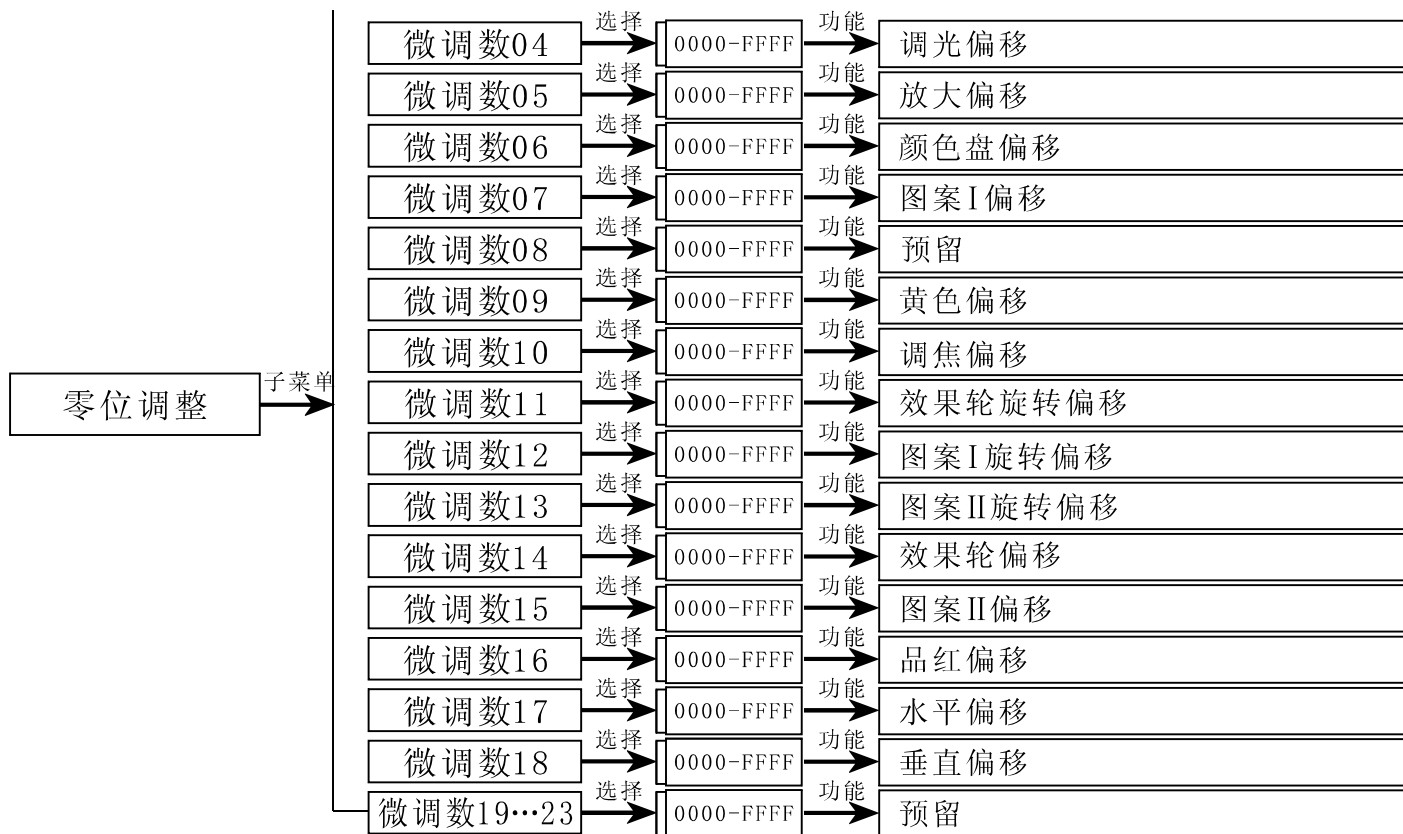 选择 功能
微调数04 0000-FFFF 调光偏移
选择 功能
微调数05 0000-FFFF 放大偏移
选择 功能
微调数06 0000-FFFF 颜色盘偏移
选择 功能
微调数07 0000-FFFF 图案I偏移
选择 功能
微调数08 0000-FFFF 预留
选择 功能
微调数09 0000-FFFF 黄色偏移
选择 功能
微调数10 0000-FFFF 调焦偏移
子菜单 选择 功能
零位调整 微调数11 0000-FFFF 效果轮旋转偏移
选择 功能
微调数12 0000-FFFF 图案I旋转偏移
选择 功能
微调数13 0000-FFFF 图案II旋转偏移
选择 功能
微调数14 0000-FFFF 效果轮偏移
选择 功能
微调数15 0000-FFFF 图案II偏移
选择 功能
微调数16 0000-FFFF 品红偏移
选择 功能
微调数17 0000-FFFF 水平偏移
选择 功能
微调数18 0000-FFFF 垂直偏移
选择 功能
微调数19…23 0000-FFFF 预留